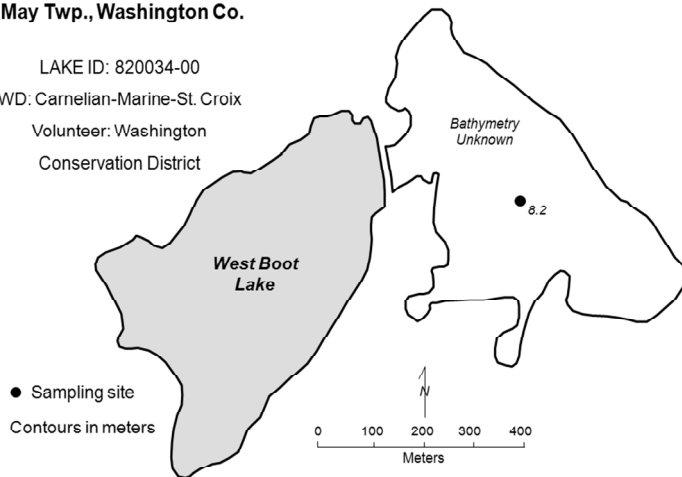 May Twp., Washington Co.
LAKE ID: 820034-00
WD: Carnelian-Marine-St. Croix
Volunteer: Washington
Conservation District
Bathymetry
Unknown
8.2
West Boot
Lake
Sampling site
Contours in meters
N
0 100 200 300 400
Meters